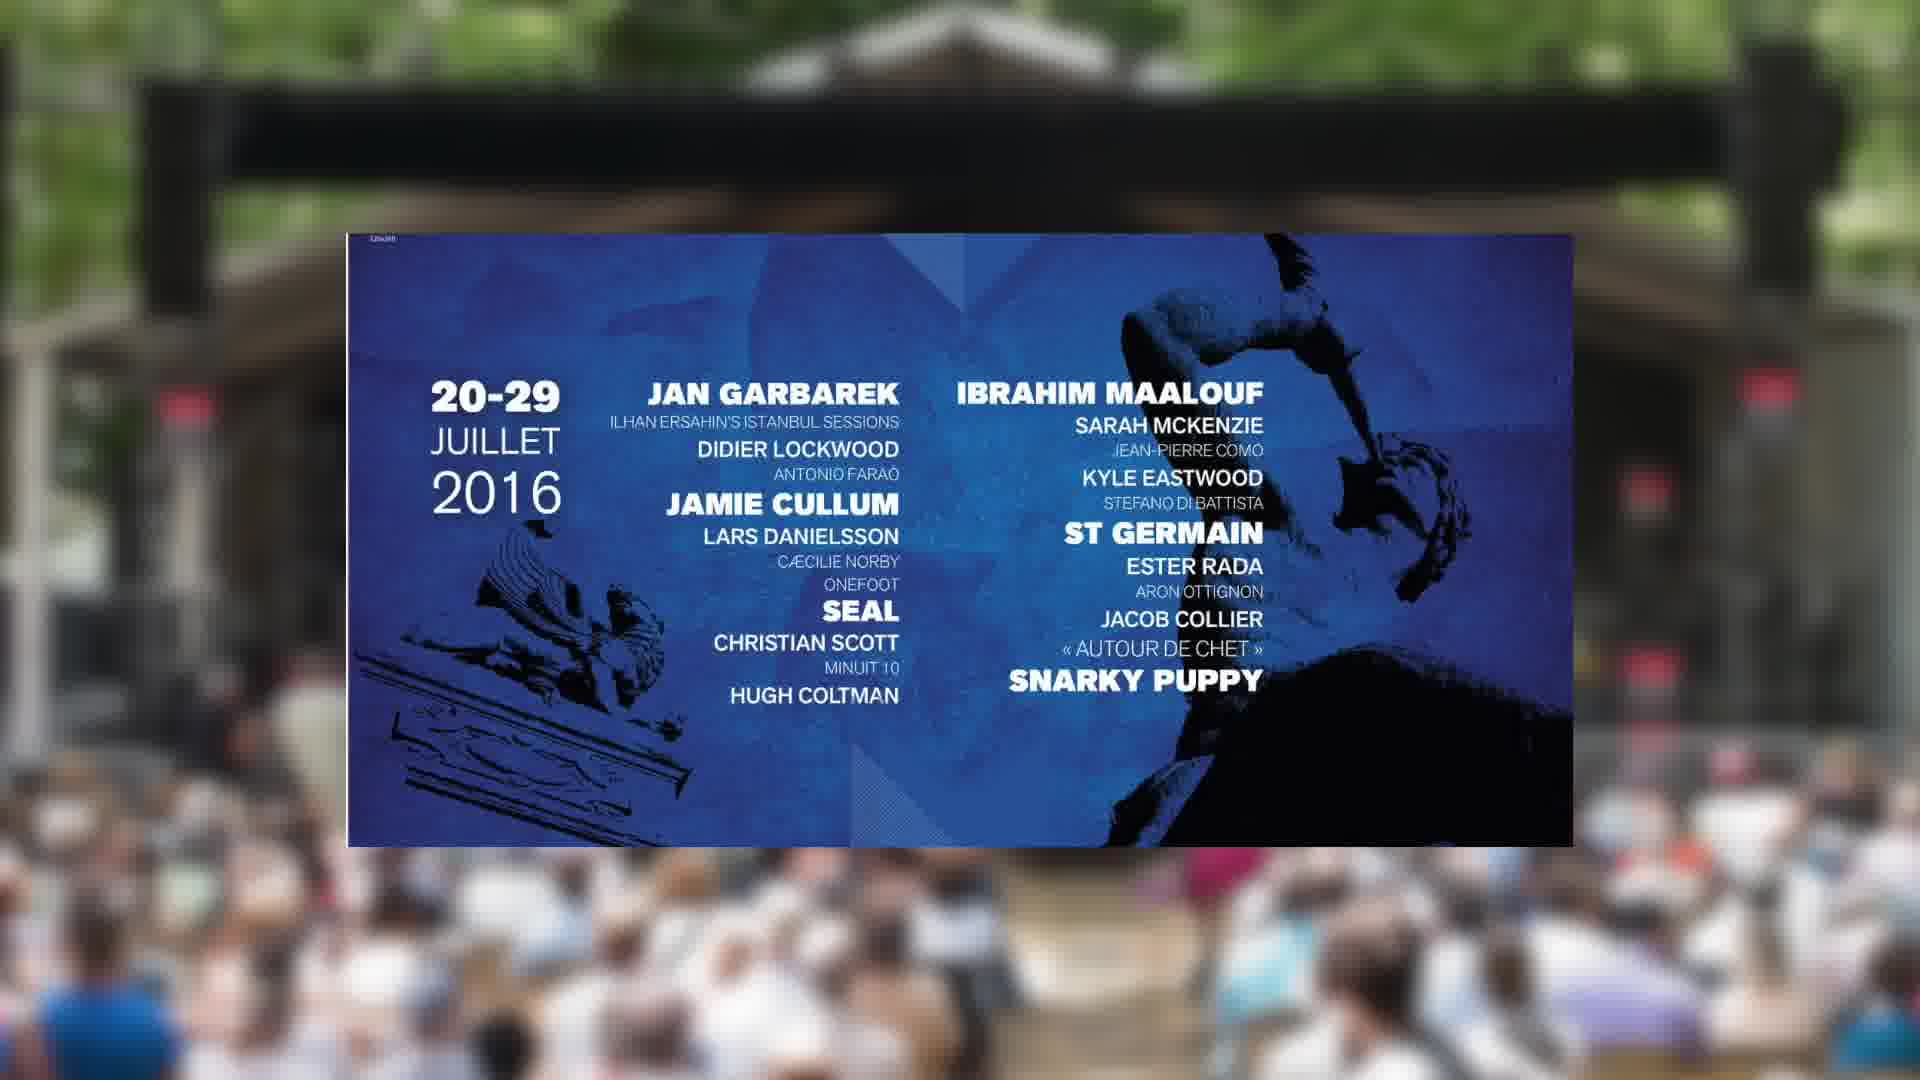 20-29
JUILLET
2016
JAN GARBAREK
ILHAN ERSAHIN'S ISTANBUL SESSIONS
DIDIER LOCKWOOD
ANTONIO FARAÒ
JAMIE CULLUM
LARS DANIELSSON
CÆCILIE NORBY
ONEFOOT
SEAL
CHRISTIAN SCOTT
MINUIT 10
HUGH COLTMAN
IBRAHIM MAALOUF
SARAH MCKENZIE
JEAN-PIERRE COMO
KYLE EASTWOOD
STEFANO DI BATTISTA
ST GERMAIN
ESTER RADA
ARON OTTIGNON
JACOB COLLIER
« AUTOUR DE CHET »
SNARKY PUPPY